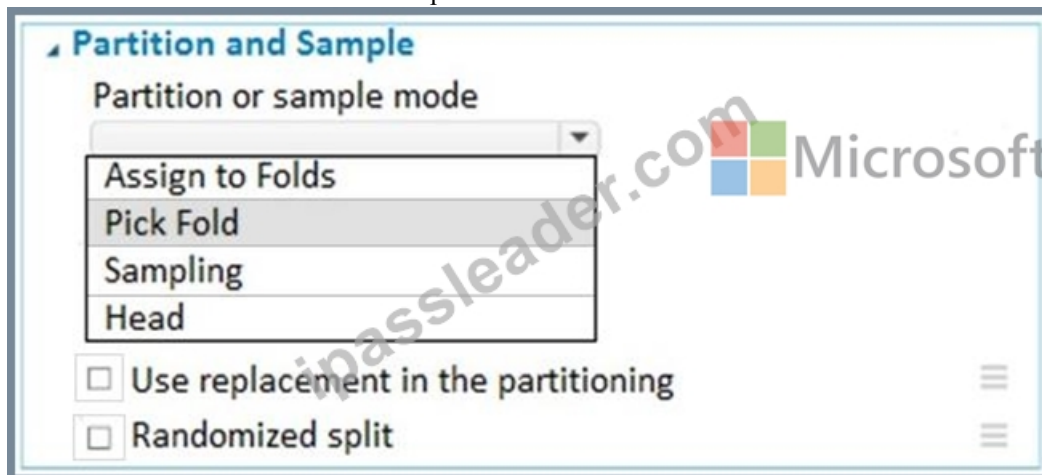 Partition and Sample
Partition or sample mode
Assign to Folds
Pick Fold
Sampling
Head
Use replacement in the partitioning
Randomized split
Microsoft
ipassleader.com